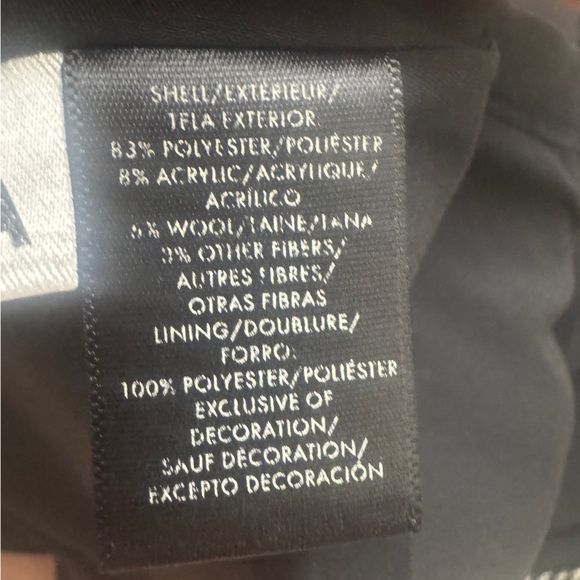 SHELL/EXTÉRIEUR/
TELA EXTERIOR
83% POLYESTER/POLIÉSTER
8% ACRYLIC/ACRYLIQUE/
ACRÍLICO
6% WOOL/LAINE/LANA
3% OTHER FIBERS/
AUTRES FIBRES/
OTRAS FIBRAS
LINING/DOUBLURE/
FORRO:
100% POLYESTER/POLIÉSTER
EXCLUSIVE OF
DECORATION/
SAUF DÉCORATION/
EXCEPTO DECORACIÓN
A